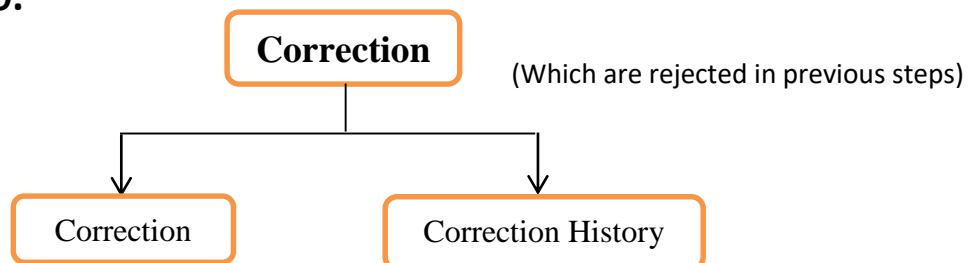 Correction
(Which are rejected in previous steps)
Correction
Correction History